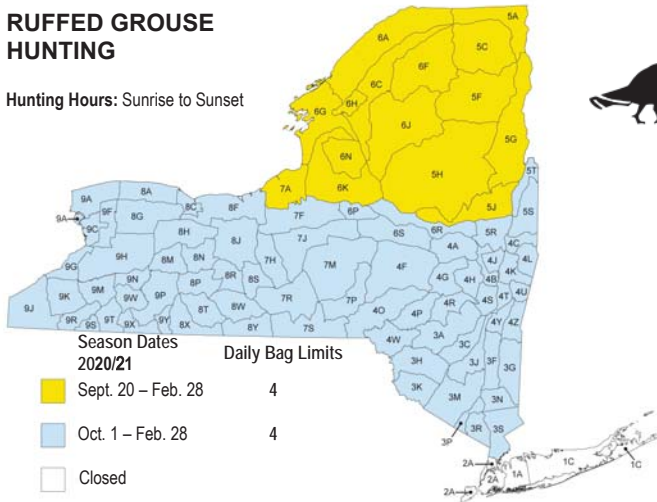 RUFFED GROUSE
HUNTING
Hunting Hours: Sunrise to Sunset
5A
6A
5C
6F
6C
5F
6H
6G
6J
5G
6N
5H
7A
6K
5J
5T
9A
8A
8C
8F
9A
9F
8G
7F
6P
5S
9C
8H
7J
6S
6R
5R
4C
8J
4A
4L
9G
9H
8M
8N
7H
7M
4F
4J
4K
8R
8S
4G
4H
4B
9N
8P
4U
9M
9K
9W
9P
7R
7P
4R
4S
4T
9J
8T
8W
4O
4P
9R
9S
9T
9X
9Y
8X
8Y
7S
4Y
4Z
4W
3A
3C
3H
3J
3F
3G
3K
3M
3N
3P
3R
3S
2A
2A
2A
1A
1C
1C
Season Dates
2020/21
Daily Bag Limits
Sept. 20 – Feb. 28 4
Oct. 1 – Feb. 28 4
Closed